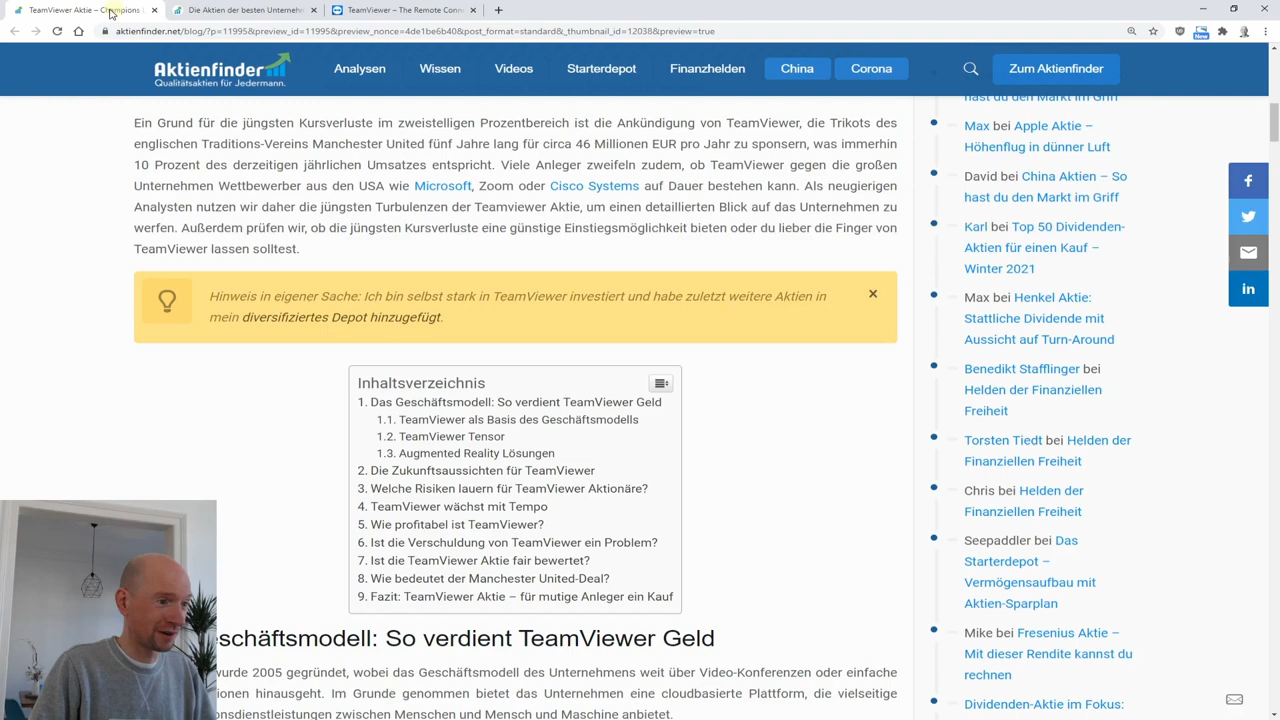 TeamViewer Aktie – Champions
Die Aktien der besten Unternehm
TeamViewer – The Remote Conne
aktienfinder.net/blog/?p=11995&preview_id=11995&preview_nonce=4de1be6b40&post_format=standard&_thumbnail_id=12038&preview=true
New
Aktienfinder
Qualitätsaktien für Jedermann.
Analysen
Wissen
Videos
Starterdepot
Finanzhelden
China
Corona
Zum Aktienfinder
Ein Grund für die jüngsten Kursverluste im zweistelligen Prozentbereich ist die Ankündigung von TeamViewer, die Trikots des
englischen Traditions-Vereins Manchester United fünf Jahre lang für circa 46 Millionen EUR pro Jahr zu sponsern, was immerhin
10 Prozent des derzeitigen jährlichen Umsatzes entspricht. Viele Anleger zweifeln zudem, ob TeamViewer gegen die großen
Unternehmen Wettbewerber aus den USA wie Microsoft, Zoom oder Cisco Systems auf Dauer bestehen kann. Als neugierigen
Analysten nutzen wir daher die jüngsten Turbulenzen der Teamviewer Aktie, um einen detaillierten Blick auf das Unternehmen zu
werfen. Außerdem prüfen wir, ob die jüngsten Kursverluste eine günstige Einstiegsmöglichkeit bieten oder du lieber die Finger von
TeamViewer lassen solltest.
Hinweis in eigener Sache: Ich bin selbst stark in TeamViewer investiert und habe zuletzt weitere Aktien in
mein diversifiziertes Depot hinzugefügt.
Inhaltsverzeichnis
1. Das Geschäftsmodell: So verdient TeamViewer Geld
1.1. TeamViewer als Basis des Geschäftsmodells
1.2. TeamViewer Tensor
1.3. Augmented Reality Lösungen
2. Die Zukunftsaussichten für TeamViewer
3. Welche Risiken lauern für TeamViewer Aktionäre?
4. TeamViewer wächst mit Tempo
5. Wie profitabel ist TeamViewer?
6. Ist die Verschuldung von TeamViewer ein Problem?
7. Ist die TeamViewer Aktie fair bewertet?
8. Wie bedeutet der Manchester United-Deal?
9. Fazit: TeamViewer Aktie – für mutige Anleger ein Kauf
eschäftsmodell: So verdient TeamViewer Geld
wurde 2005 gegründet, wobei das Geschäftsmodell des Unternehmens weit über Video-Konferenzen oder einfache
ionen hinausgeht. Im Grunde genommen bietet das Unternehmen eine cloudbasierte Plattform, die vielseitige
onsdienstleistungen zwischen Menschen und Mensch und Maschine anbietet.
hast du den Markt im Griff
Max bei Apple Aktie –
Höhenflug in dünner Luft
David bei China Aktien – So
hast du den Markt im Griff
Karl bei Top 50 Dividenden-
Aktien für einen Kauf –
Winter 2021
Max bei Henkel Aktie:
Stattliche Dividende mit
Aussicht auf Turn-Around
Benedikt Stafflinger bei
Helden der Finanziellen
Freiheit
Torsten Tiedt bei Helden der
Finanziellen Freiheit
Chris bei Helden der
Finanziellen Freiheit
Seepaddler bei Das
Starterdepot –
Vermögensaufbau mit
Aktien-Sparplan
Mike bei Fresenius Aktie –
Mit dieser Rendite kannst du
rechnen
Dividenden-Aktie im Fokus: